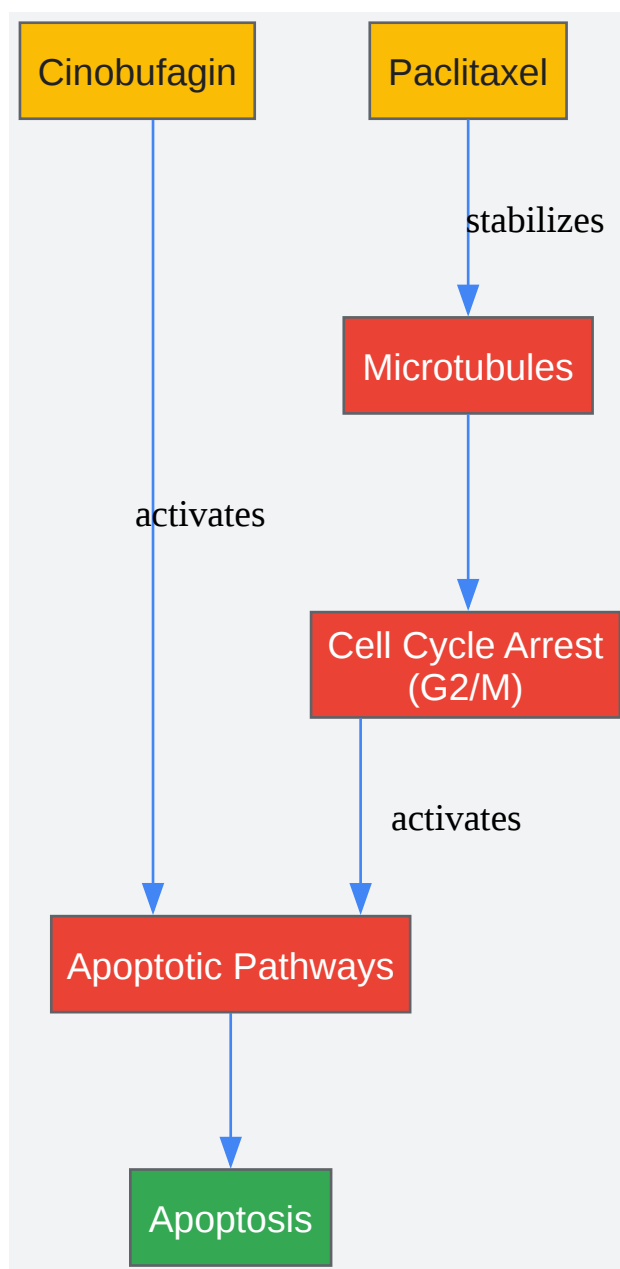 Cinobufagin
Paclitaxel
stabilizes
Microtubules
activates
Cell Cycle Arrest
(G2/M)
activates
Apoptotic Pathways
Apoptosis